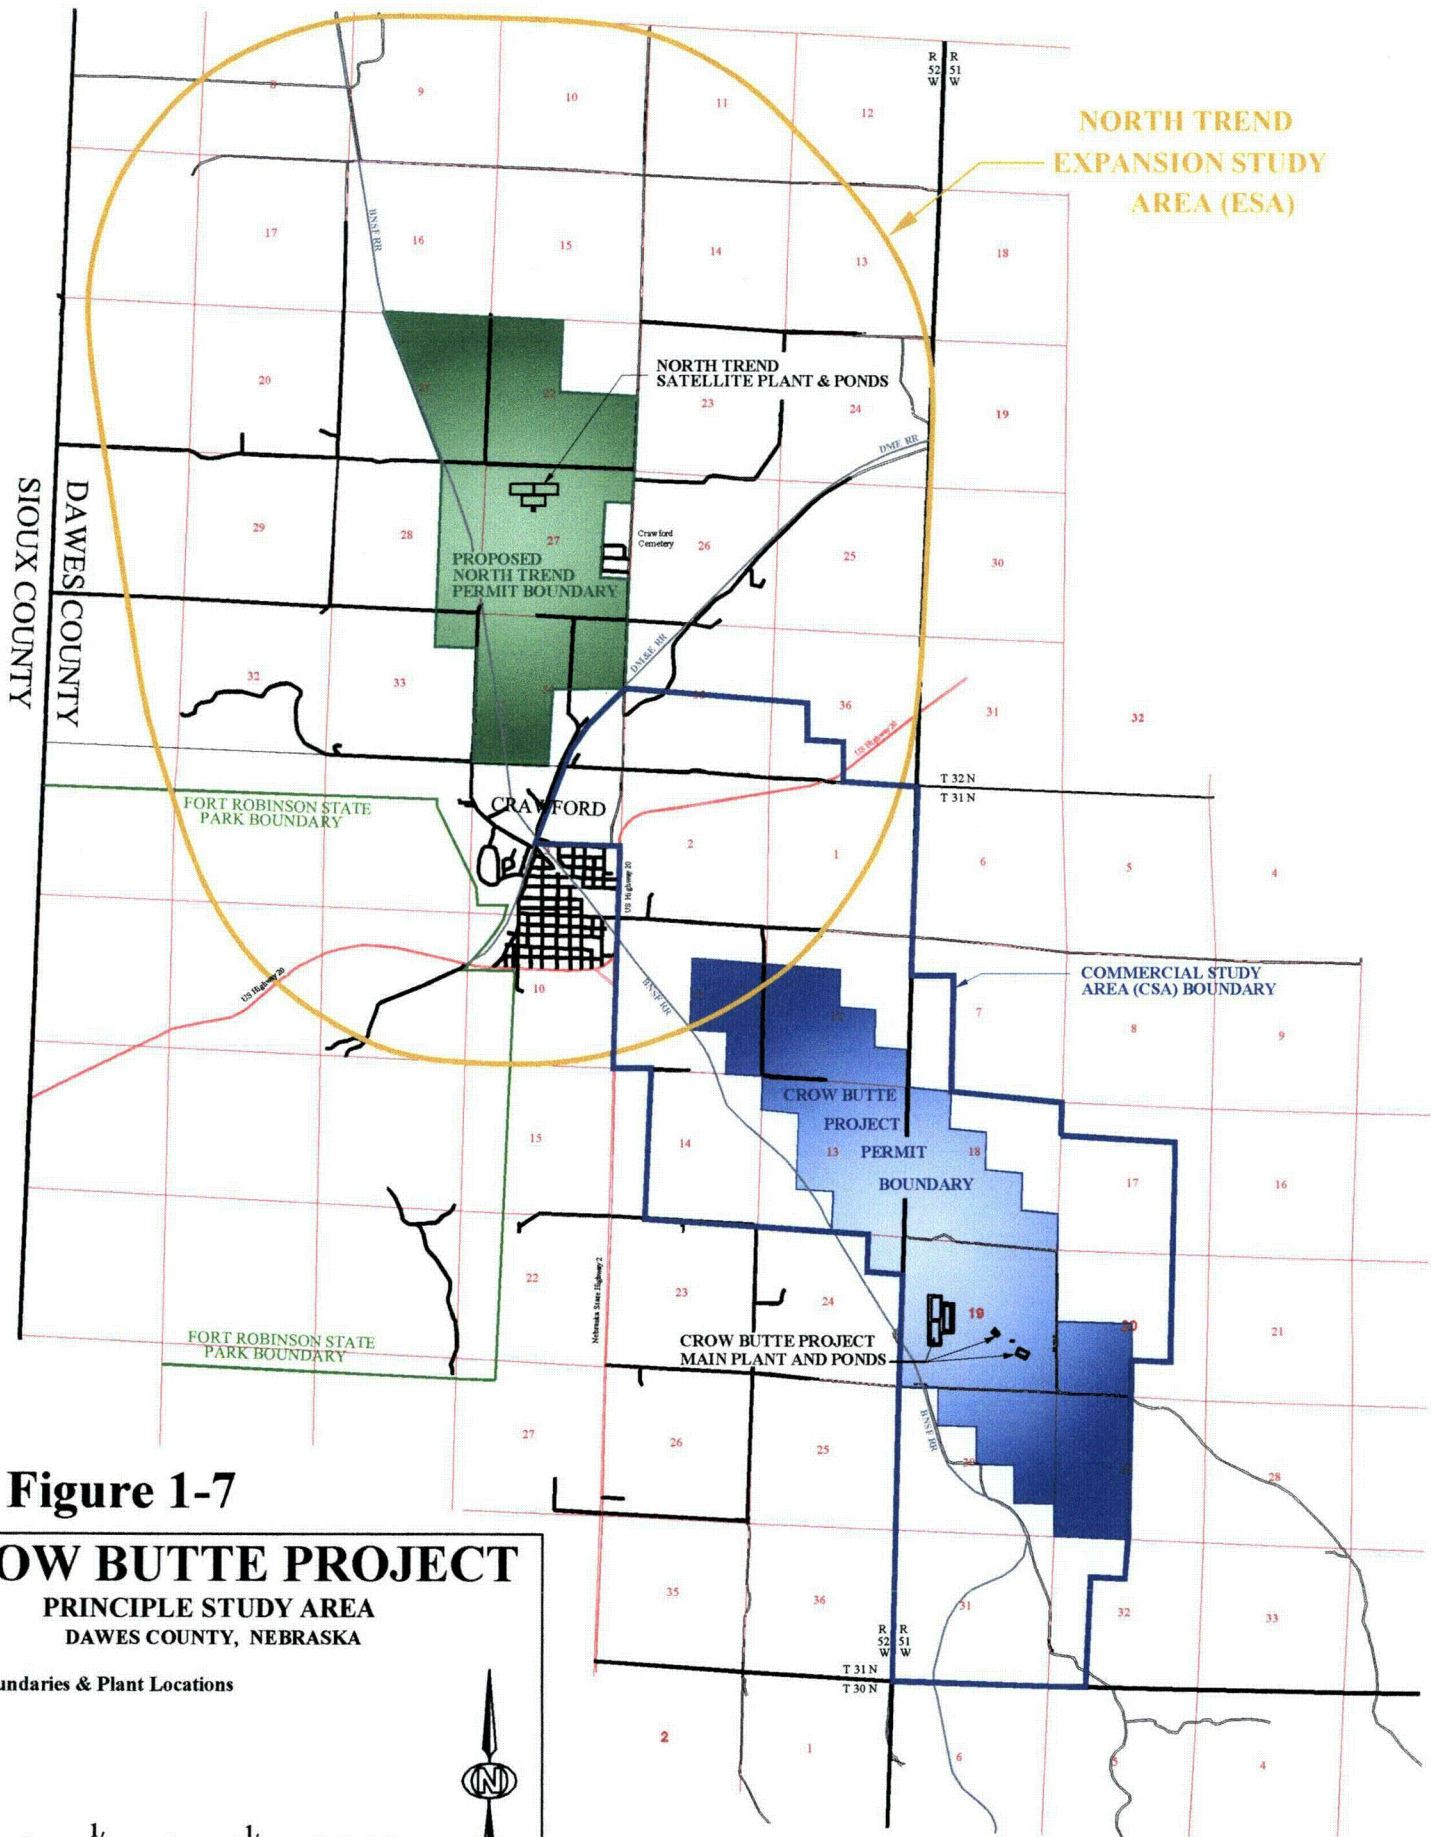 R R
52 51
W W
8
9
10
11
12
NORTH TREND
EXPANSION STUDY
AREA (ESA)
BNSF RR
17
16
15
14
13
18
NORTH TREND
SATELLITE PLANT & PONDS
20
21
22
23
24
19
DME RR
SIOUX COUNTY
DAWES COUNTY
29
28
27
Crawford
Cemetery
26
25
30
PROPOSED
NORTH TREND
PERMIT BOUNDARY
DM&E RR
32
33
36
31
32
US Highway 20
T 32 N
T 31 N
FORT ROBINSON STATE
PARK BOUNDARY
CRAWFORD
2
1
6
5
4
US Highway 20
US Highway 20
10
BNSF RR
12
7
8
9
COMMERCIAL STUDY
AREA (CSA) BOUNDARY
CROW BUTTE
PROJECT
PERMIT
BOUNDARY
15
14
13
18
17
16
Nebraska State Highway 2
22
23
24
19
20
21
FORT ROBINSON STATE
PARK BOUNDARY
CROW BUTTE PROJECT
MAIN PLANT AND PONDS
BNSF RR
27
26
25
30
28
Figure 1-7
OW BUTTE PROJECT
PRINCIPLE STUDY AREA
DAWES COUNTY, NEBRASKA
undaries & Plant Locations
N
35
36
31
32
33
R R
52 51
W W
T 31 N
T 30 N
2
1
6
5
4